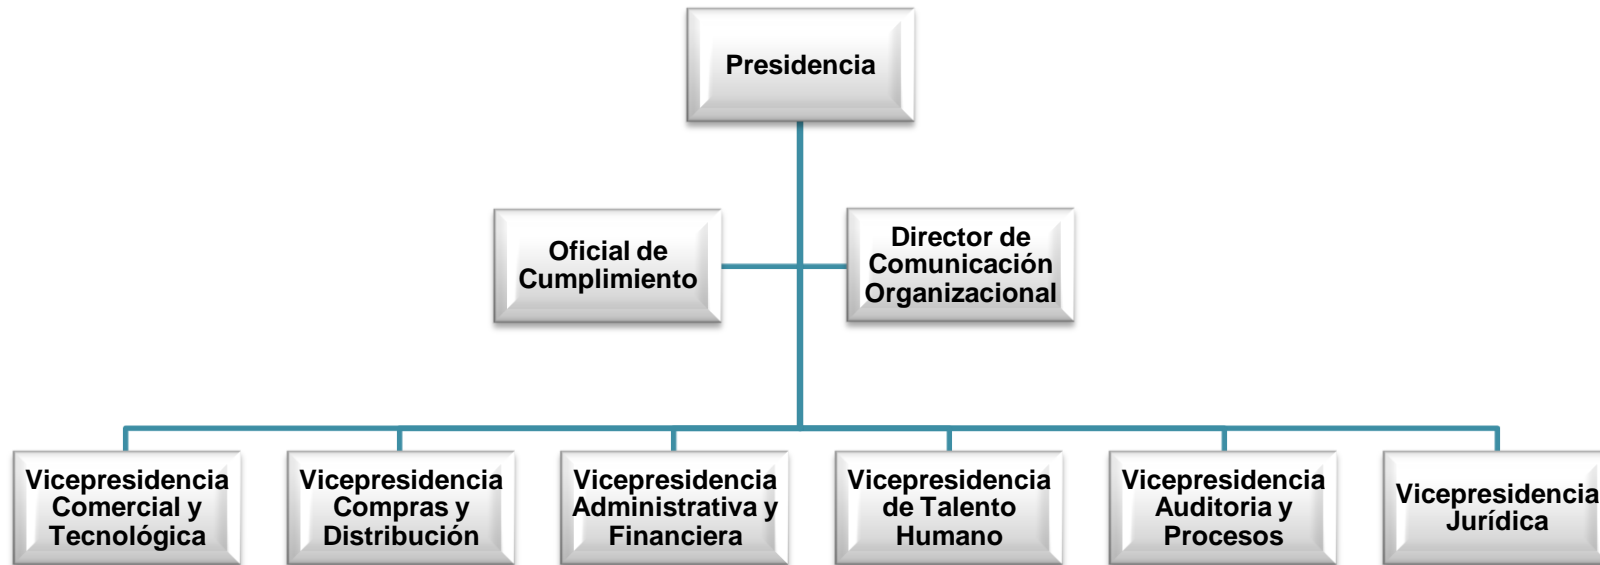 Presidencia
Oficial de
Cumplimiento
Director de
Comunicación
Organizacional
Vicepresidencia
Comercial y
Tecnológica
Vicepresidencia
Compras y
Distribución
Vicepresidencia
Administrativa y
Financiera
Vicepresidencia
de Talento
Humano
Vicepresidencia
Auditoria y
Procesos
Vicepresidencia
Jurídica